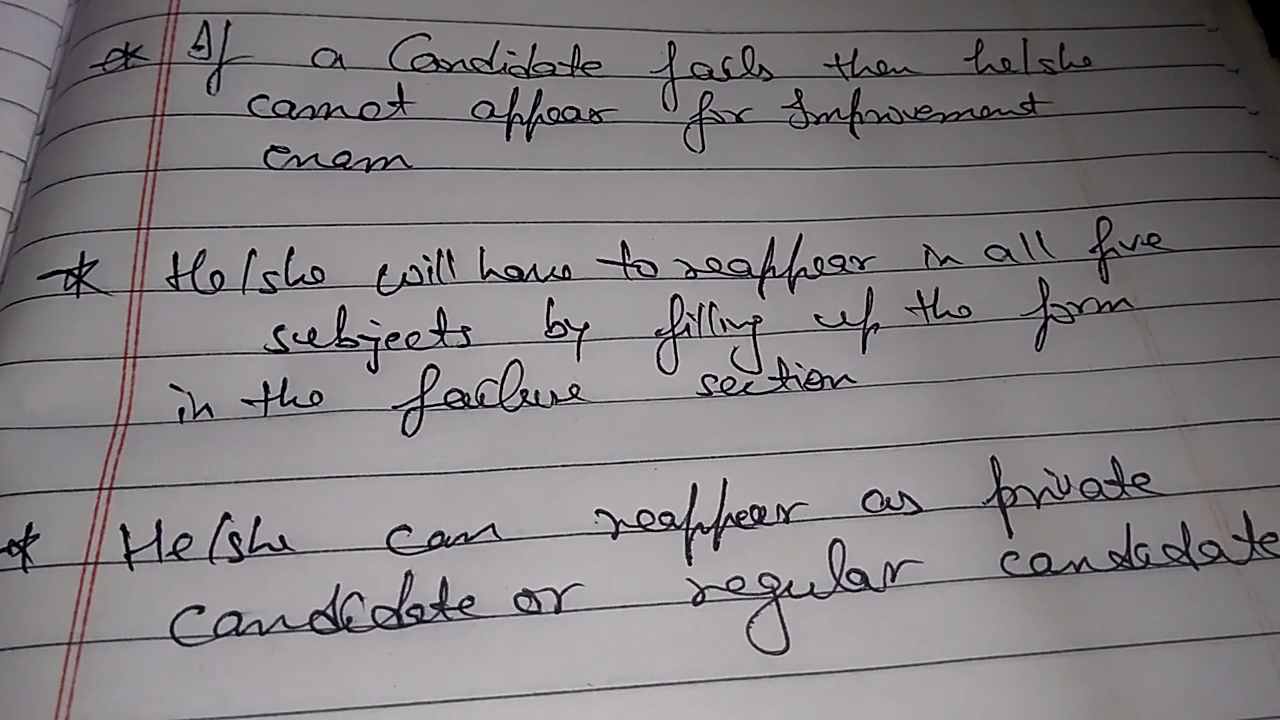 * If a Candidate fails then he/she
cannot appear for Improvement
exam
* He/she will have to reappear in all five
subjects by filling up the form
in the failure section
* He/she can reappear as private
candidate or regular candidate